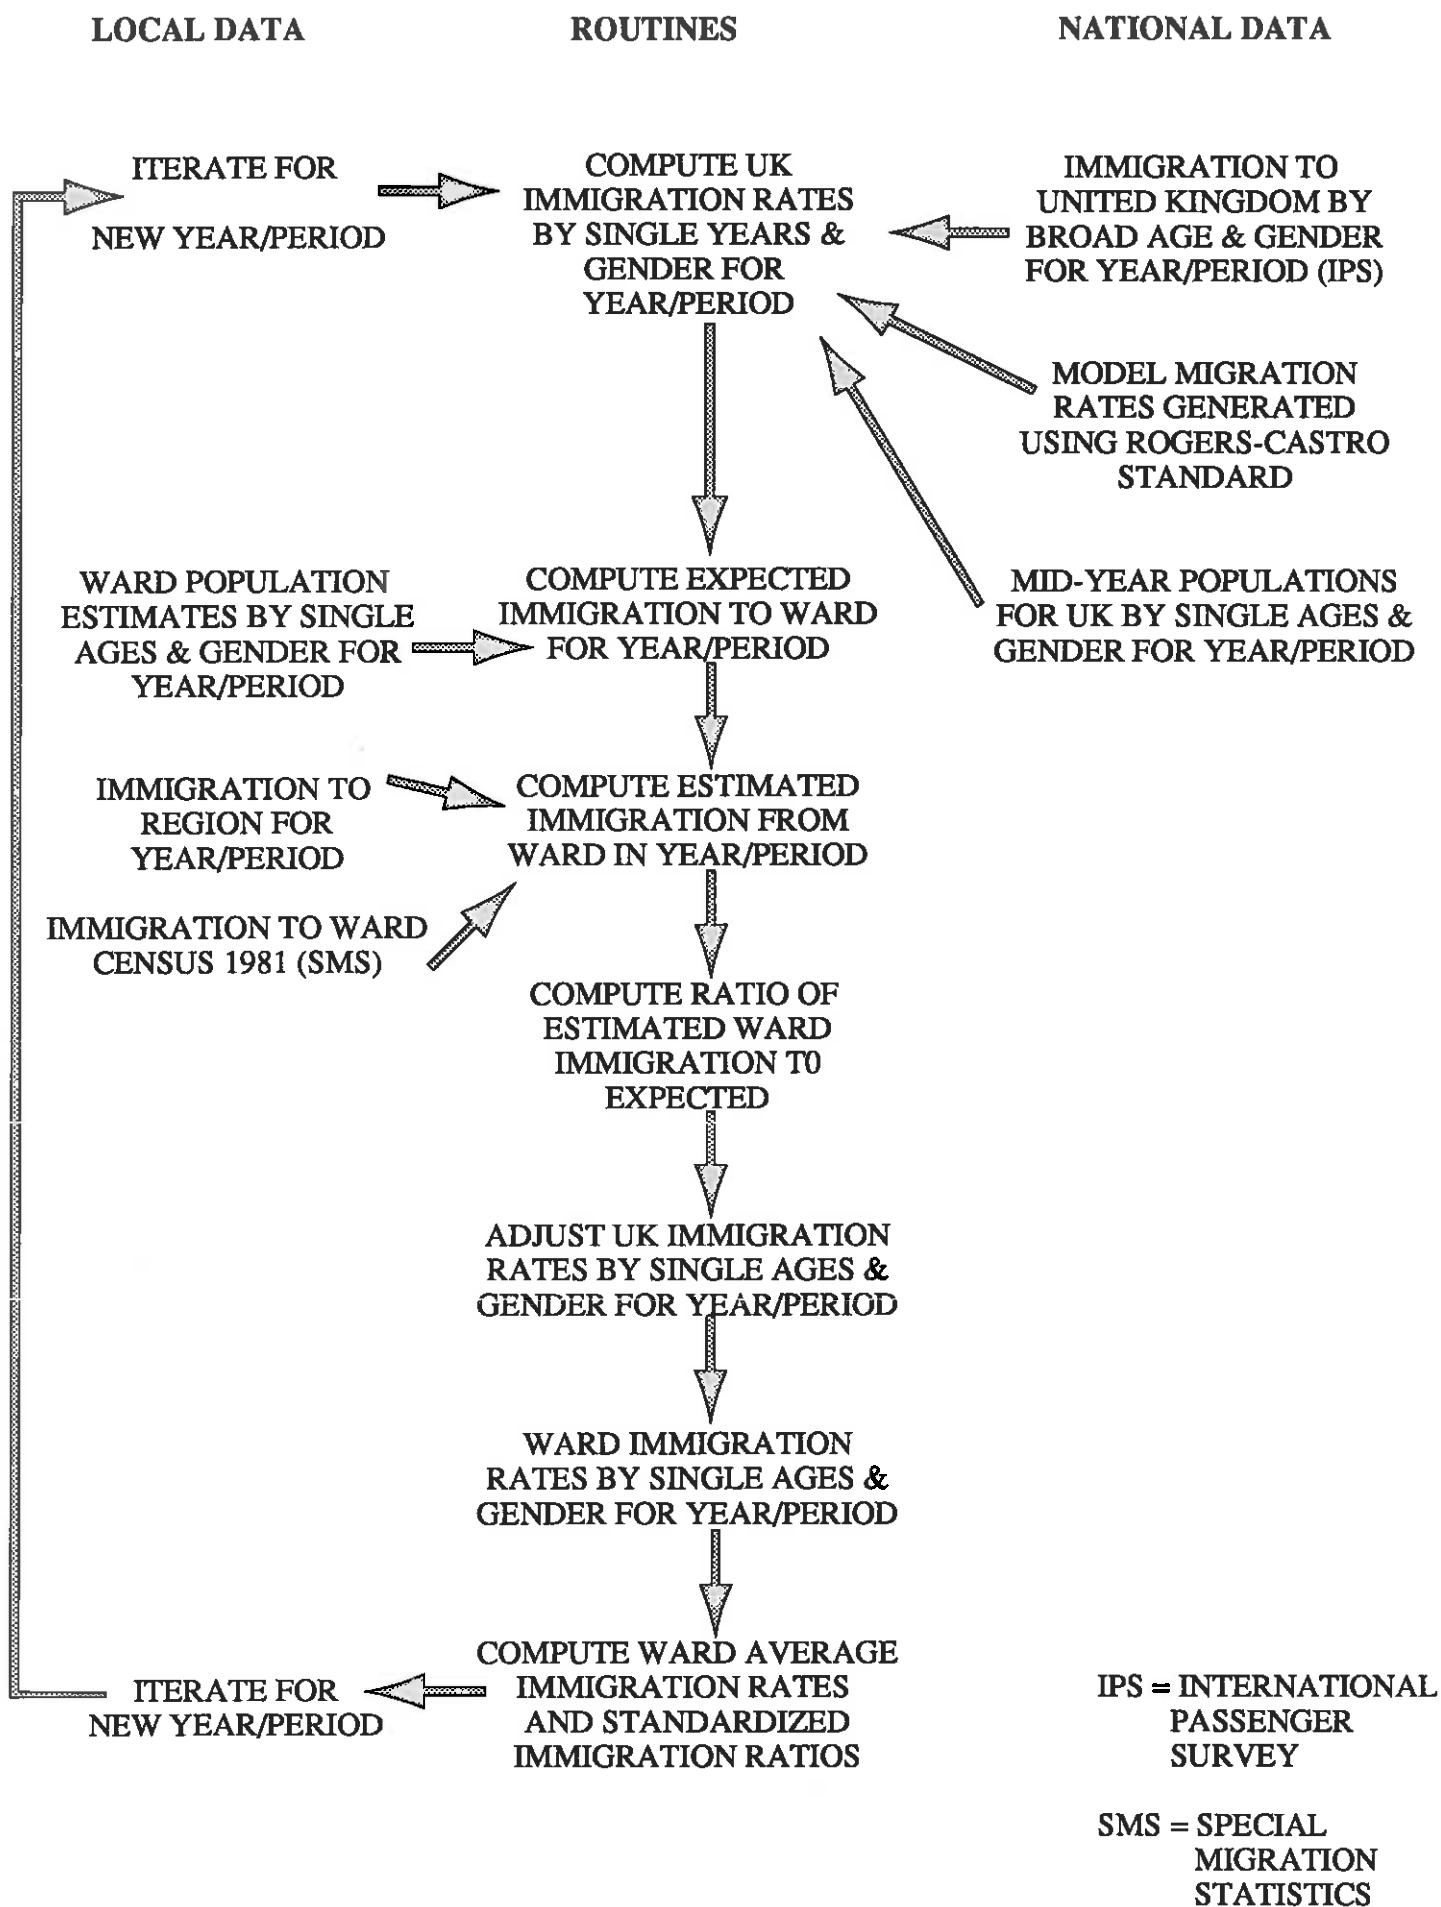 LOCAL DATA
ROUTINES
NATIONAL DATA
ITERATE FOR
NEW YEAR/PERIOD
COMPUTE UK
IMMIGRATION RATES
BY SINGLE YEARS &
GENDER FOR
YEAR/PERIOD
IMMIGRATION TO
UNITED KINGDOM BY
BROAD AGE & GENDER
FOR YEAR/PERIOD (IPS)
MODEL MIGRATION
RATES GENERATED
USING ROGERS-CASTRO
STANDARD
WARD POPULATION
ESTIMATES BY SINGLE
AGES & GENDER FOR
YEAR/PERIOD
COMPUTE EXPECTED
IMMIGRATION TO WARD
FOR YEAR/PERIOD
MID-YEAR POPULATIONS
FOR UK BY SINGLE AGES &
GENDER FOR YEAR/PERIOD
IMMIGRATION TO
REGION FOR
YEAR/PERIOD
COMPUTE ESTIMATED
IMMIGRATION FROM
WARD IN YEAR/PERIOD
IMMIGRATION TO WARD
CENSUS 1981 (SMS)
COMPUTE RATIO OF
ESTIMATED WARD
IMMIGRATION T0
EXPECTED
ADJUST UK IMMIGRATION
RATES BY SINGLE AGES &
GENDER FOR YEAR/PERIOD
WARD IMMIGRATION
RATES BY SINGLE AGES &
GENDER FOR YEAR/PERIOD
COMPUTE WARD AVERAGE
IMMIGRATION RATES
AND STANDARDIZED
IMMIGRATION RATIOS
ITERATE FOR
NEW YEAR/PERIOD
IPS = INTERNATIONAL
PASSENGER
SURVEY
SMS = SPECIAL
MIGRATION
STATISTICS